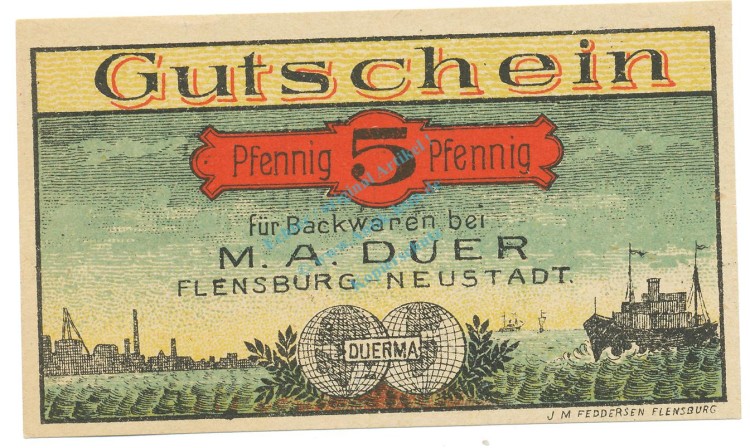 Gutschein
Pfennig 5 Pfennig
für Backwaren bei
M. A. DUER
FLENSBURG NEUSTADT.
DUERMA
J M FEDDERSEN FLENSBURG